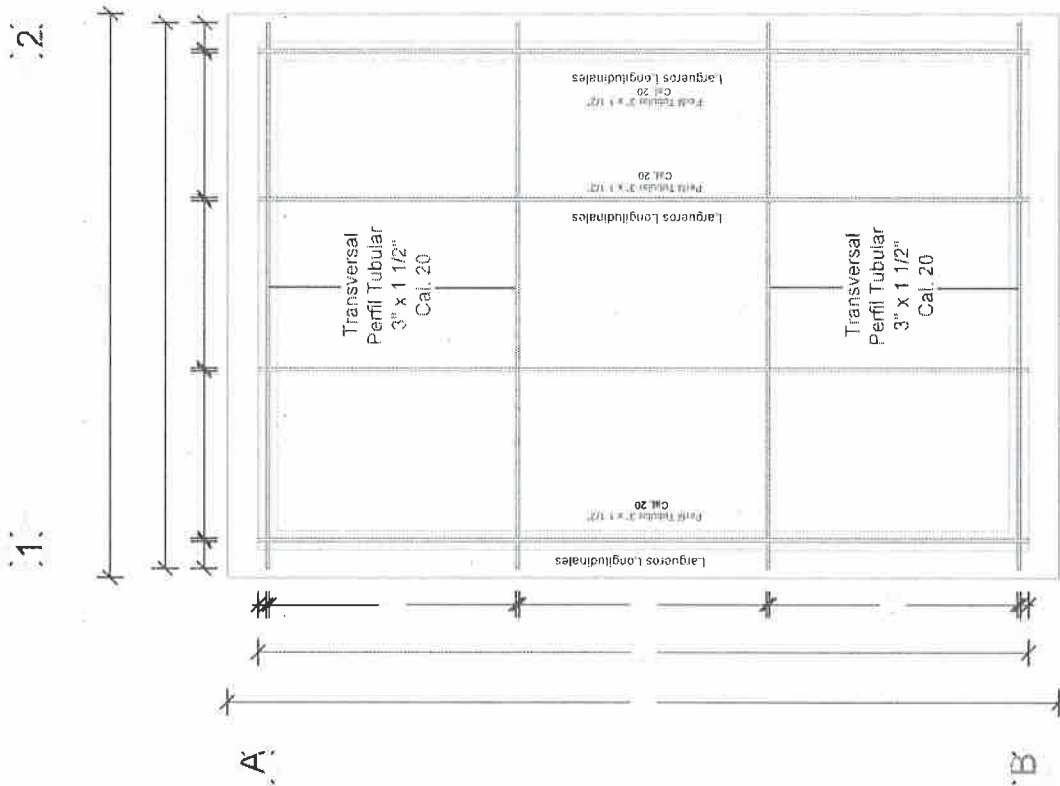 2
Largueros Longitudinales
Cal. 20
Perfil Tubular 3" x 1 1/2"
Cal. 20
Perfil Tubular 3" x 1 1/2"
Largueros Longitudinales
Transversal
Perfil Tubular
3" x 1 1/2"
Cal. 20
Transversal
Perfil Tubular
3" x 1 1/2"
Cal. 20
Cal. 20
Perfil Tubular 3" x 1 1/2"
Largueros Longitudinales
1
A
B